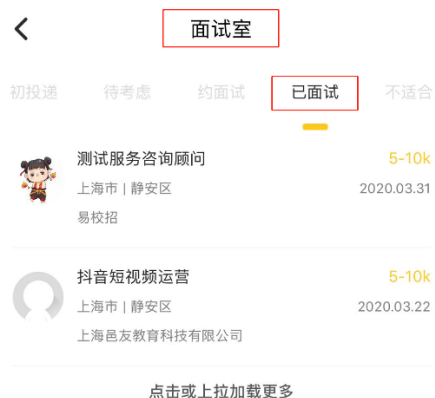 面试室
初投递 待考虑 约面试 已面试 不适合
测试服务咨询顾问 5-10k
上海市 | 静安区 2020.03.31
易校招
抖音短视频运营 5-10k
上海市 | 静安区 2020.03.22
上海邑友教育科技有限公司
点击或上拉加载更多